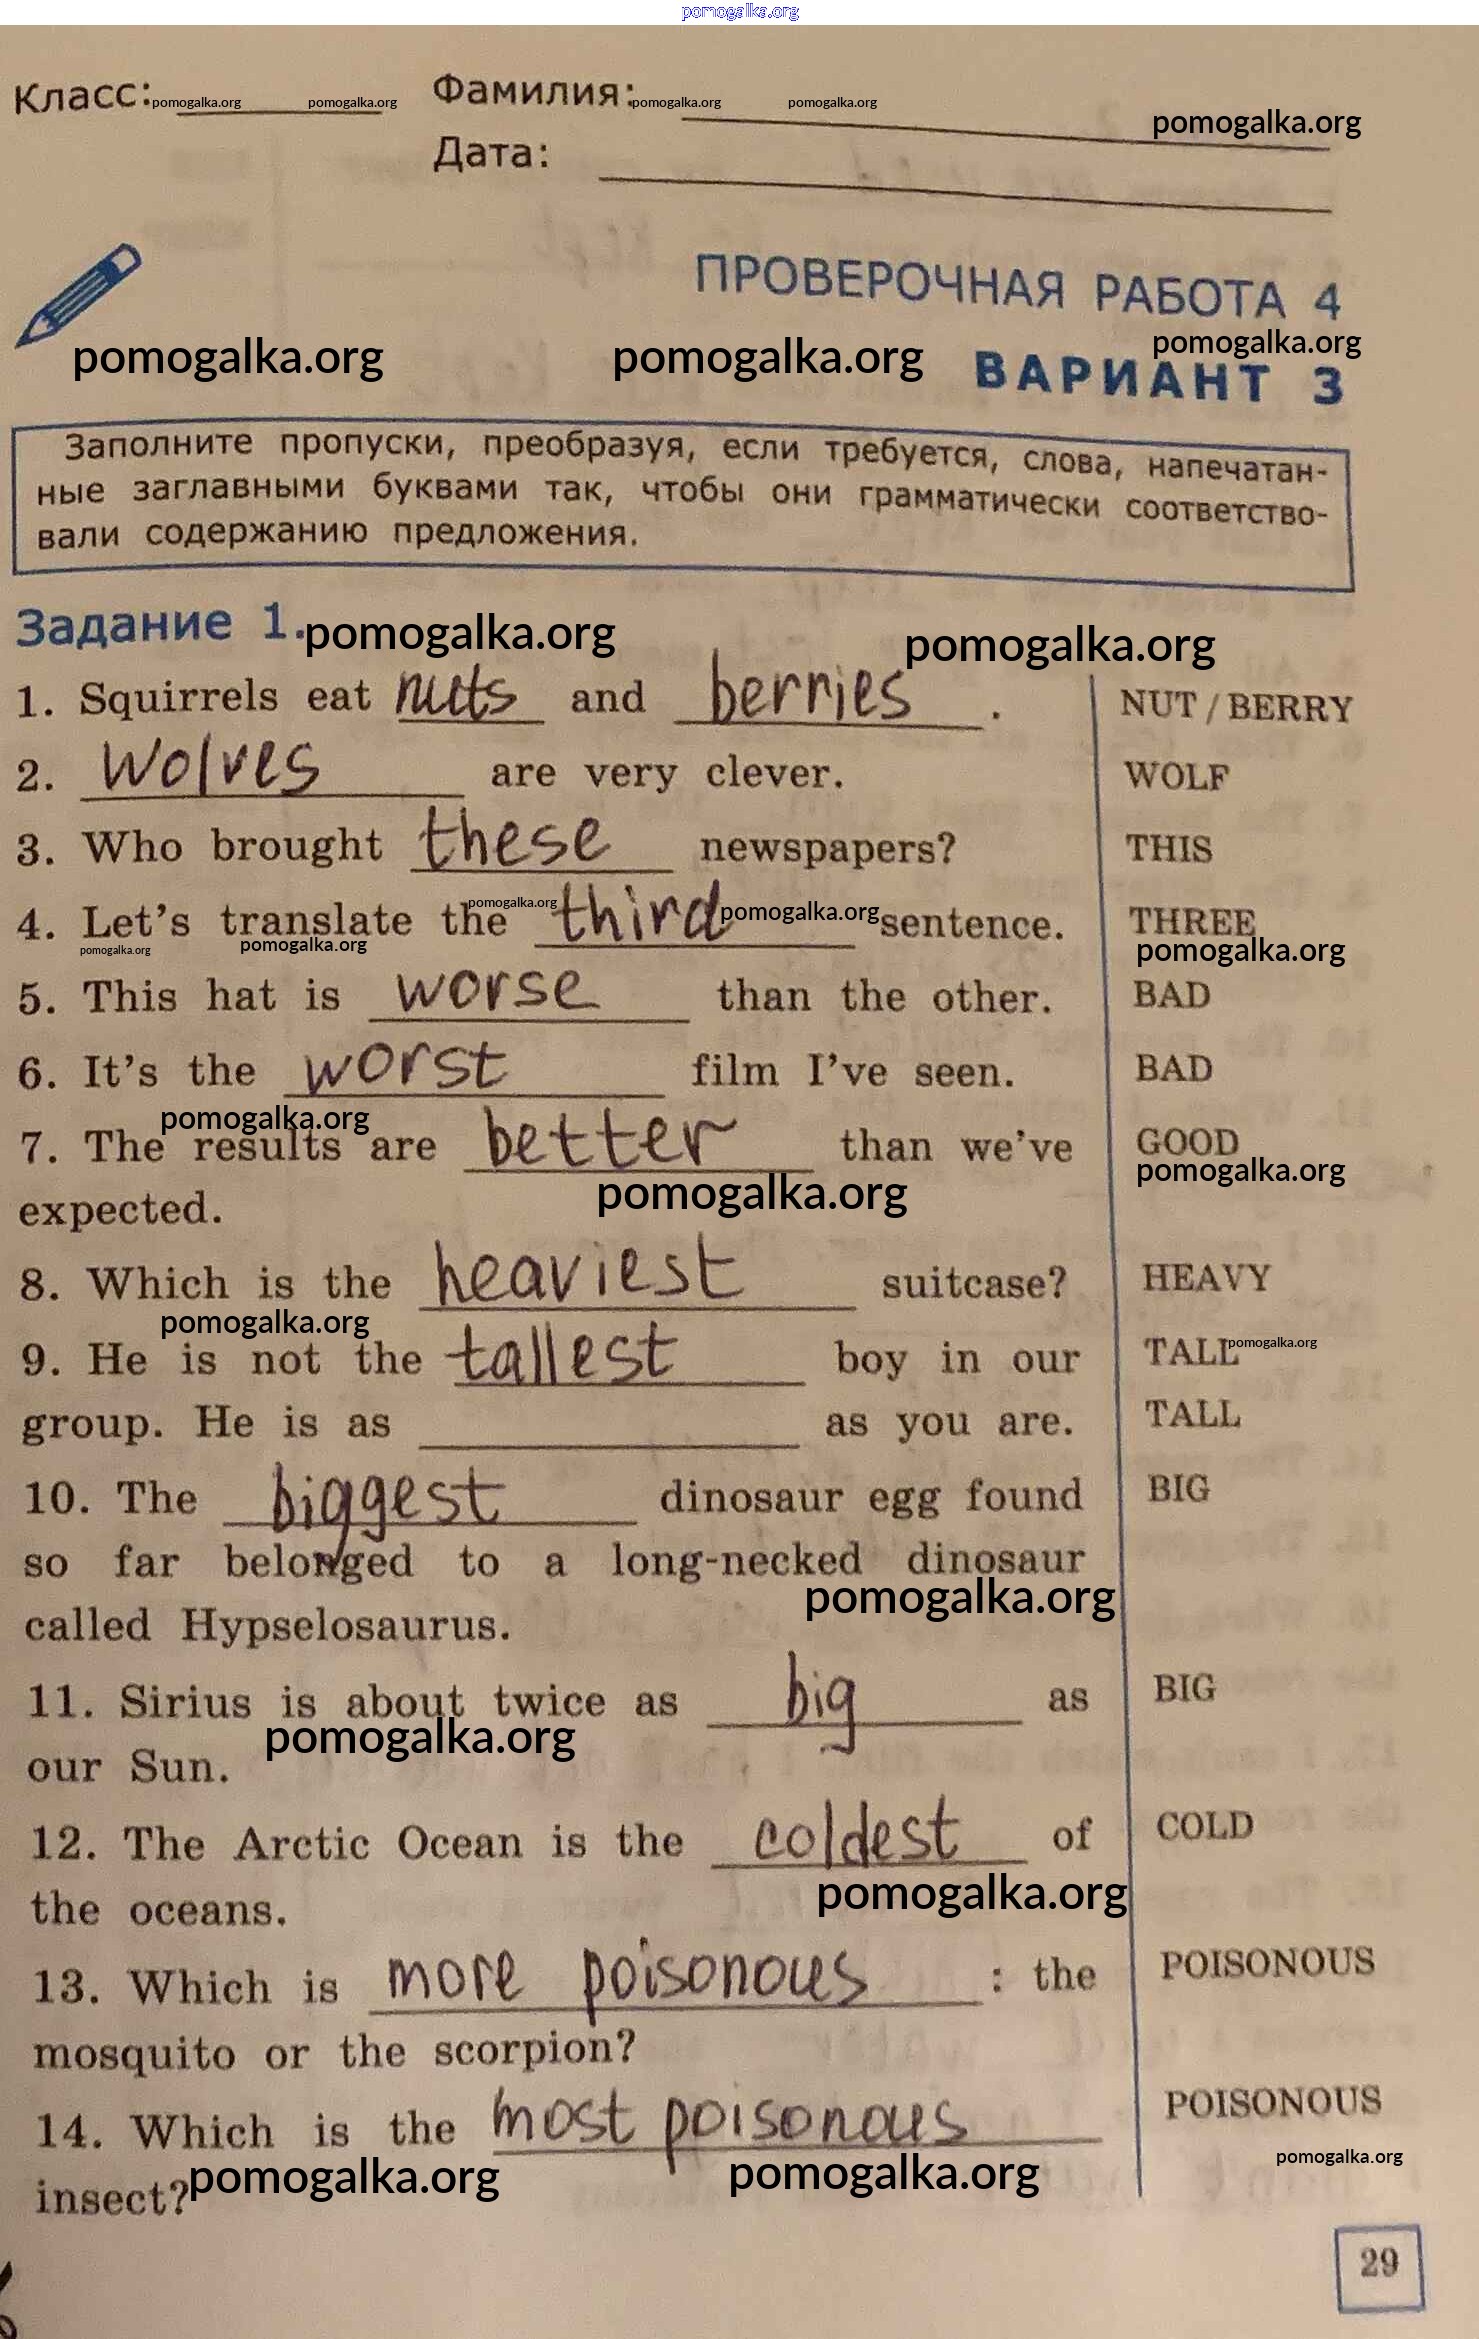 pomogalka.org
Класс: pomogalka.org pomogalka.org Фамилия: pomogalka.org pomogalka.org
pomogalka.org
Дата:
ПРОВЕРОЧНАЯ РАБОТА 4
pomogalka.org pomogalka.org pomogalka.org
ВАРИАНТ 3
Заполните пропуски, преобразуя, если требуется, слова, напечатан-
ные заглавными буквами так, чтобы они грамматически соответство-
вали содержанию предложения.
Задание 1. pomogalka.org pomogalka.org
1. Squirrels eat nuts and berries . NUT / BERRY
2. Wolves are very clever. WOLF
3. Who brought these newspapers? THIS
4. Let's translate the pomogalka.org third pomogalka.org sentence. THREE
pomogalka.org pomogalka.org pomogalka.org
5. This hat is worse than the other. BAD
6. It's the worst film I've seen. BAD
pomogalka.org
7. The results are better than we've GOOD
pomogalka.org pomogalka.org
expected.
8. Which is the heaviest suitcase? HEAVY
pomogalka.org
9. He is not the tallest boy in our TALL pomogalka.org
group. He is as as you are. TALL
10. The biggest dinosaur egg found BIG
so far belonged to a long-necked dinosaur
pomogalka.org
called Hypselosaurus.
11. Sirius is about twice as big as BIG
pomogalka.org
our Sun.
12. The Arctic Ocean is the coldest of COLD
pomogalka.org
the oceans.
13. Which is more poisonous : the POISONOUS
mosquito or the scorpion?
14. Which is the most poisonous POISONOUS
insect? pomogalka.org pomogalka.org pomogalka.org
29